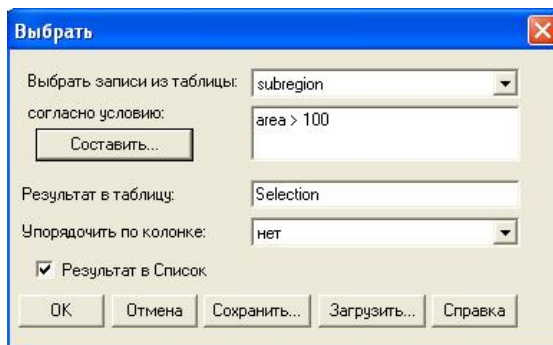 Выбрать
Выбрать записи из таблицы: subregion
согласно условию: area > 100
Составить...
Результат в таблицу: Selection
Упорядочить по колонке: нет
Результат в Список
OK Отмена Сохранить... Загрузить... Справка